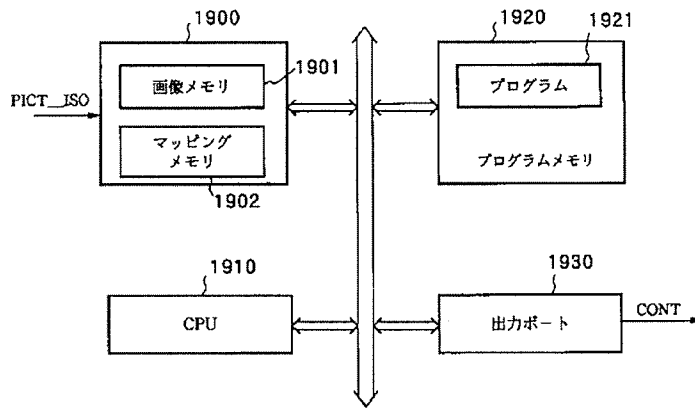 1900
1901
画像メモリ
PICT__ISO
マッピング
メモリ
1902
1920
1921
プログラム
プログラムメモリ
1910
CPU
1930
出力ポート
CONT